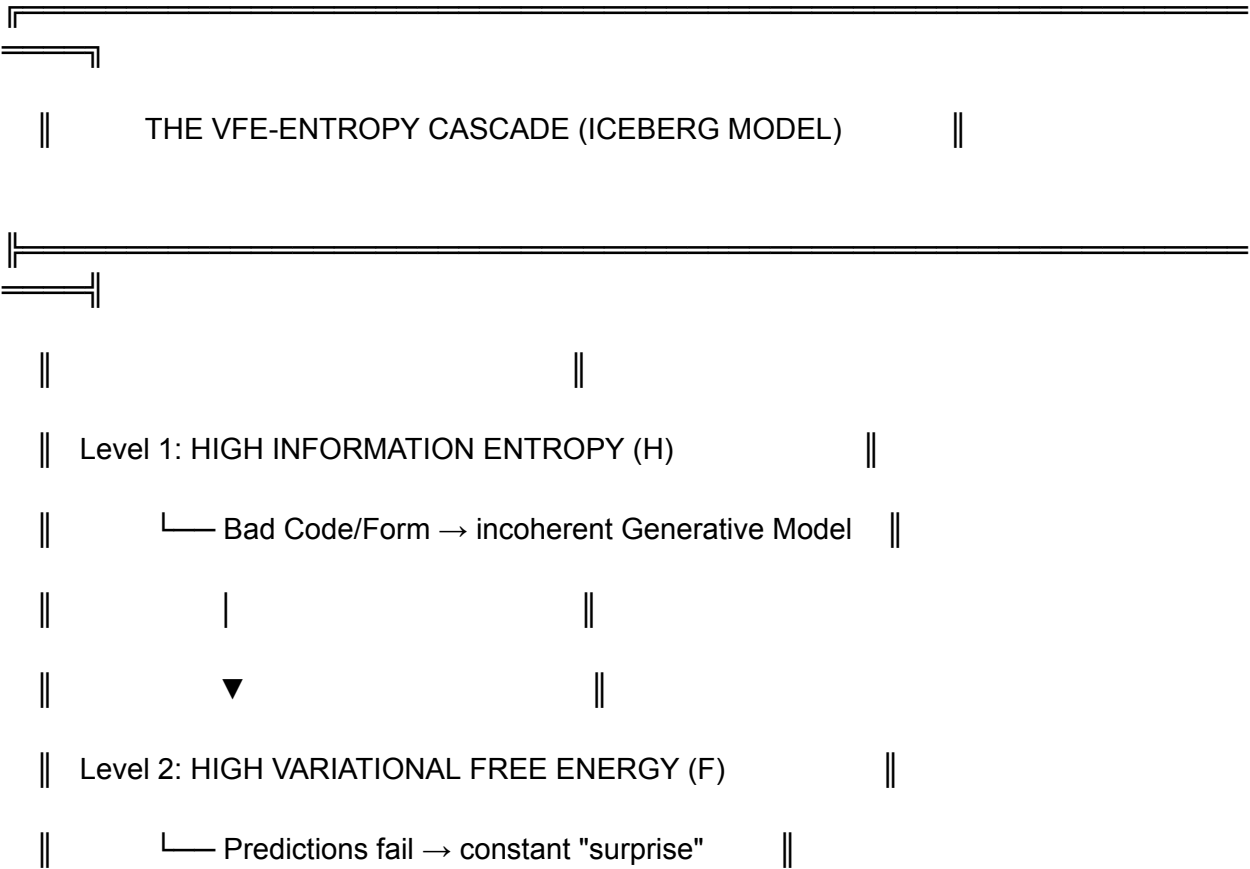 ╔═══════════════════════════════════════════════════════════════════════
════╗
║ THE VFE-ENTROPY CASCADE (ICEBERG MODEL) ║
╠═══════════════════════════════════════════════════════════════════════
════╣
║ ║
║ Level 1: HIGH INFORMATION ENTROPY (H) ║
║ └── Bad Code/Form → incoherent Generative Model ║
║ │ ║
║ ▼ ║
║ Level 2: HIGH VARIATIONAL FREE ENERGY (F) ║
║ └── Predictions fail → constant "surprise" ║